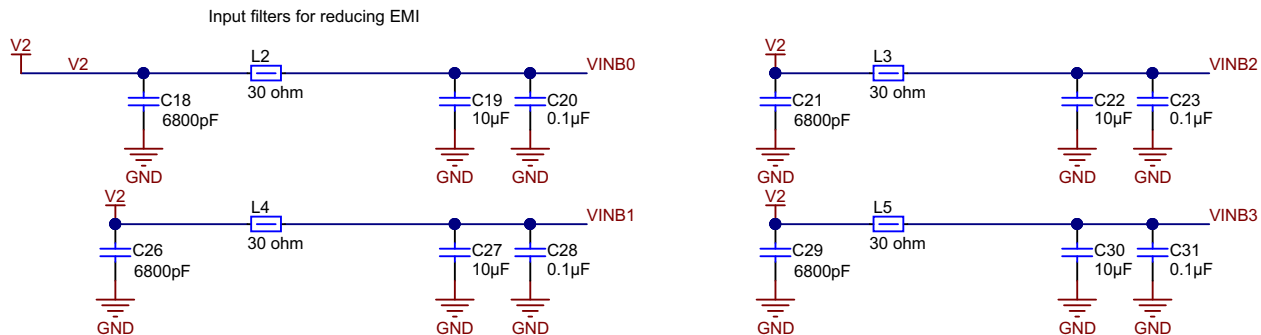 Input filters for reducing EMI
V2
V2
L2
30 ohm
VINB0
C18
6800pF
C19
10µF
C20
0.1µF
GND
GND
GND
V2
L3
30 ohm
VINB2
C21
6800pF
C22
10µF
C23
0.1µF
GND
GND
GND
V2
L4
30 ohm
VINB1
C26
6800pF
C27
10µF
C28
0.1µF
GND
GND
GND
V2
L5
30 ohm
VINB3
C29
6800pF
C30
10µF
C31
0.1µF
GND
GND
GND